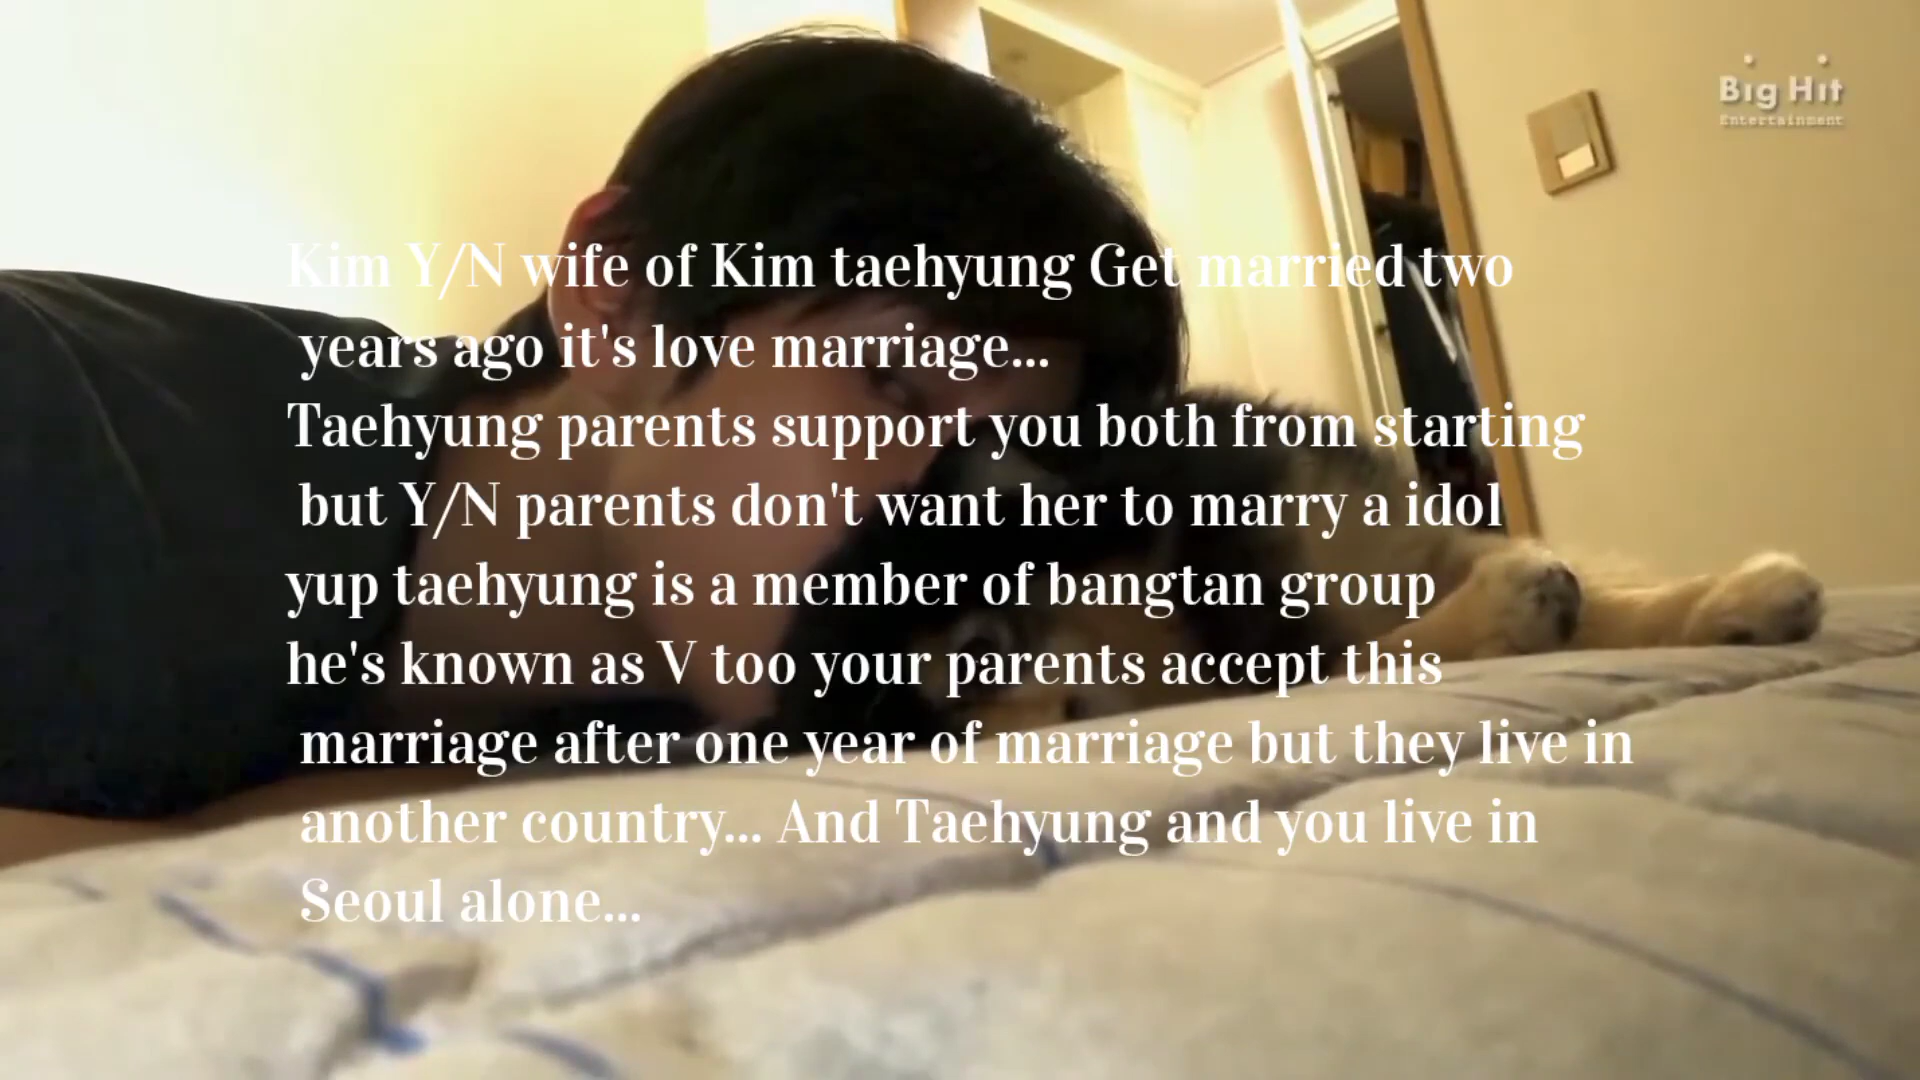 Big Hit
Entertainment
Kim Y/N wife of Kim taehyung Get married two
years ago it's love marriage...
Taehyung parents support you both from starting
but Y/N parents don't want her to marry a idol
yup taehyung is a member of bangtan group
he's known as V too your parents accept this
marriage after one year of marriage but they live in
another country... And Taehyung and you live in
Seoul alone...